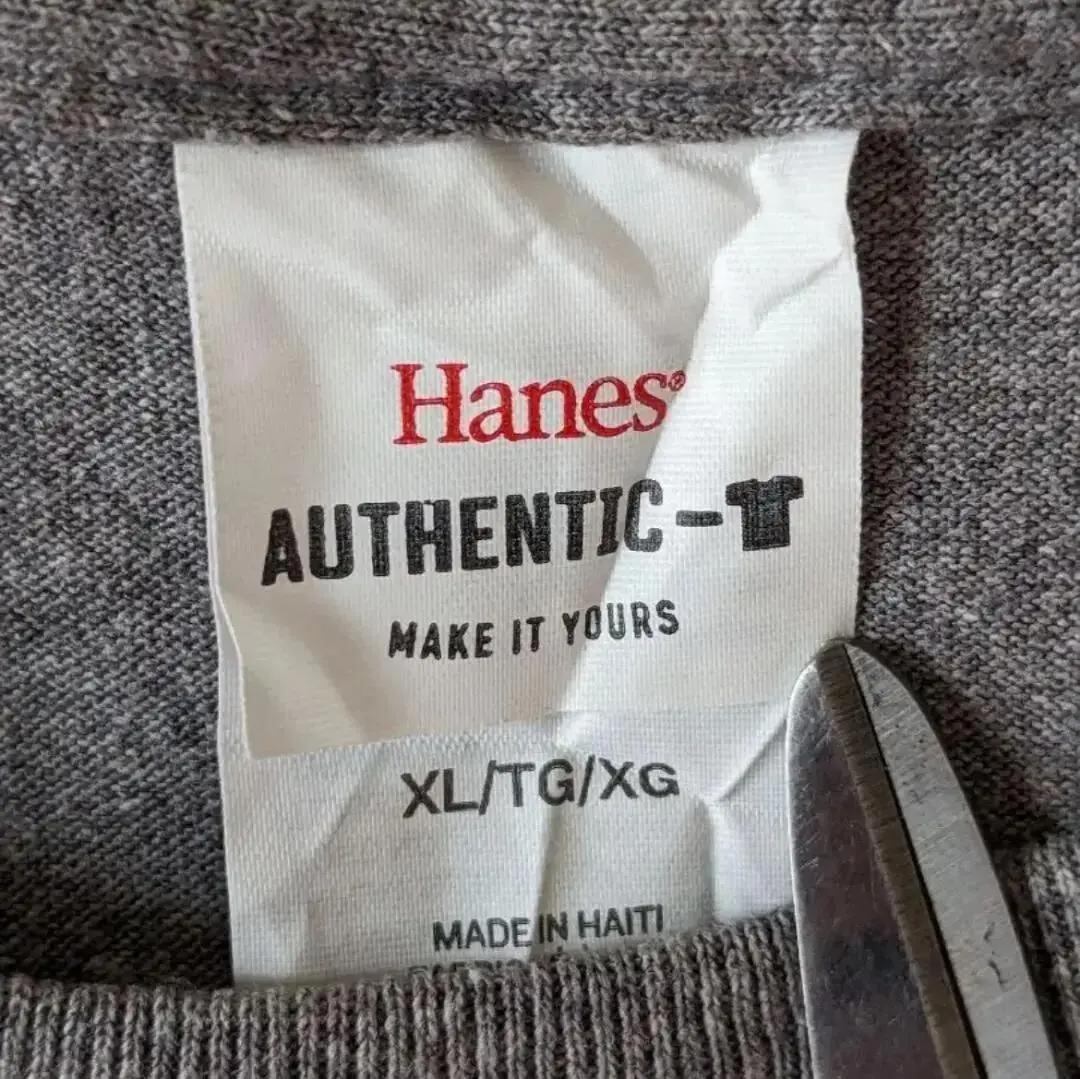 Hanes®
AUTHENTIC-
MAKE IT YOURS
XL/TG/XG
MADE IN HAITI